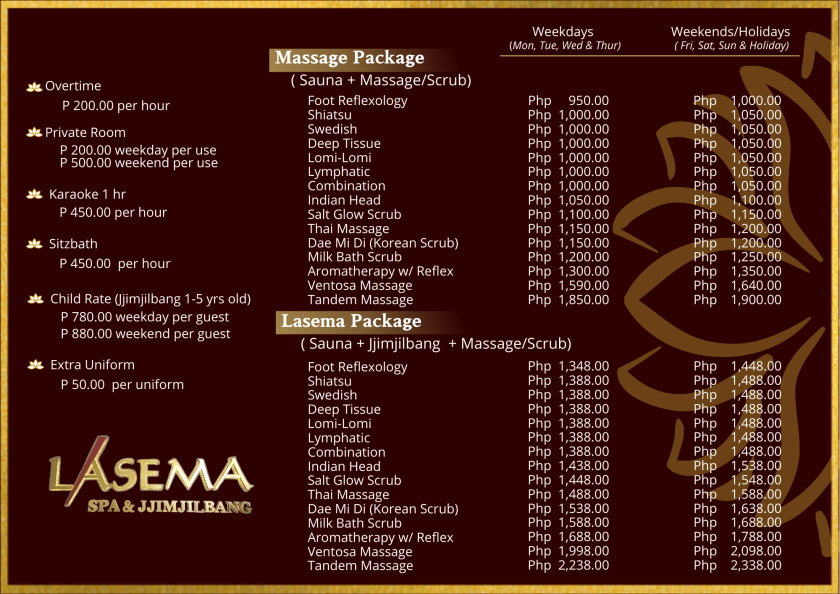 Weekdays
(Mon, Tue, Wed & Thur)
Weekends/Holidays
( Fri, Sat, Sun & Holiday)
Overtime
P 200.00 per hour
Private Room
P 200.00 weekday per use
P 500.00 weekend per use
Karaoke 1 hr
P 450.00 per hour
Sitzbath
P 450.00 per hour
Child Rate (Jjimjilbang 1-5 yrs old)
P 780.00 weekday per guest
P 880.00 weekend per guest
Extra Uniform
P 50.00 per uniform
LASEMA
SPA & JJIMJILBANG
Massage Package
( Sauna + Massage/Scrub)
Foot Reflexology Php 950.00 Php 1,000.00
Shiatsu Php 1,000.00 Php 1,050.00
Swedish Php 1,000.00 Php 1,050.00
Deep Tissue Php 1,000.00 Php 1,050.00
Lomi-Lomi Php 1,000.00 Php 1,050.00
Lymphatic Php 1,000.00 Php 1,050.00
Combination Php 1,000.00 Php 1,050.00
Indian Head Php 1,050.00 Php 1,100.00
Salt Glow Scrub Php 1,100.00 Php 1,150.00
Thai Massage Php 1,150.00 Php 1,200.00
Dae Mi Di (Korean Scrub) Php 1,150.00 Php 1,200.00
Milk Bath Scrub Php 1,200.00 Php 1,250.00
Aromatherapy w/ Reflex Php 1,300.00 Php 1,350.00
Ventosa Massage Php 1,590.00 Php 1,640.00
Tandem Massage Php 1,850.00 Php 1,900.00
Lasema Package
( Sauna + Jjimjilbang + Massage/Scrub)
Foot Reflexology Php 1,348.00 Php 1,448.00
Shiatsu Php 1,388.00 Php 1,488.00
Swedish Php 1,388.00 Php 1,488.00
Deep Tissue Php 1,388.00 Php 1,488.00
Lomi-Lomi Php 1,388.00 Php 1,488.00
Lymphatic Php 1,388.00 Php 1,488.00
Combination Php 1,388.00 Php 1,488.00
Indian Head Php 1,438.00 Php 1,538.00
Salt Glow Scrub Php 1,448.00 Php 1,548.00
Thai Massage Php 1,488.00 Php 1,588.00
Dae Mi Di (Korean Scrub) Php 1,538.00 Php 1,638.00
Milk Bath Scrub Php 1,588.00 Php 1,688.00
Aromatherapy w/ Reflex Php 1,688.00 Php 1,788.00
Ventosa Massage Php 1,998.00 Php 2,098.00
Tandem Massage Php 2,238.00 Php 2,338.00